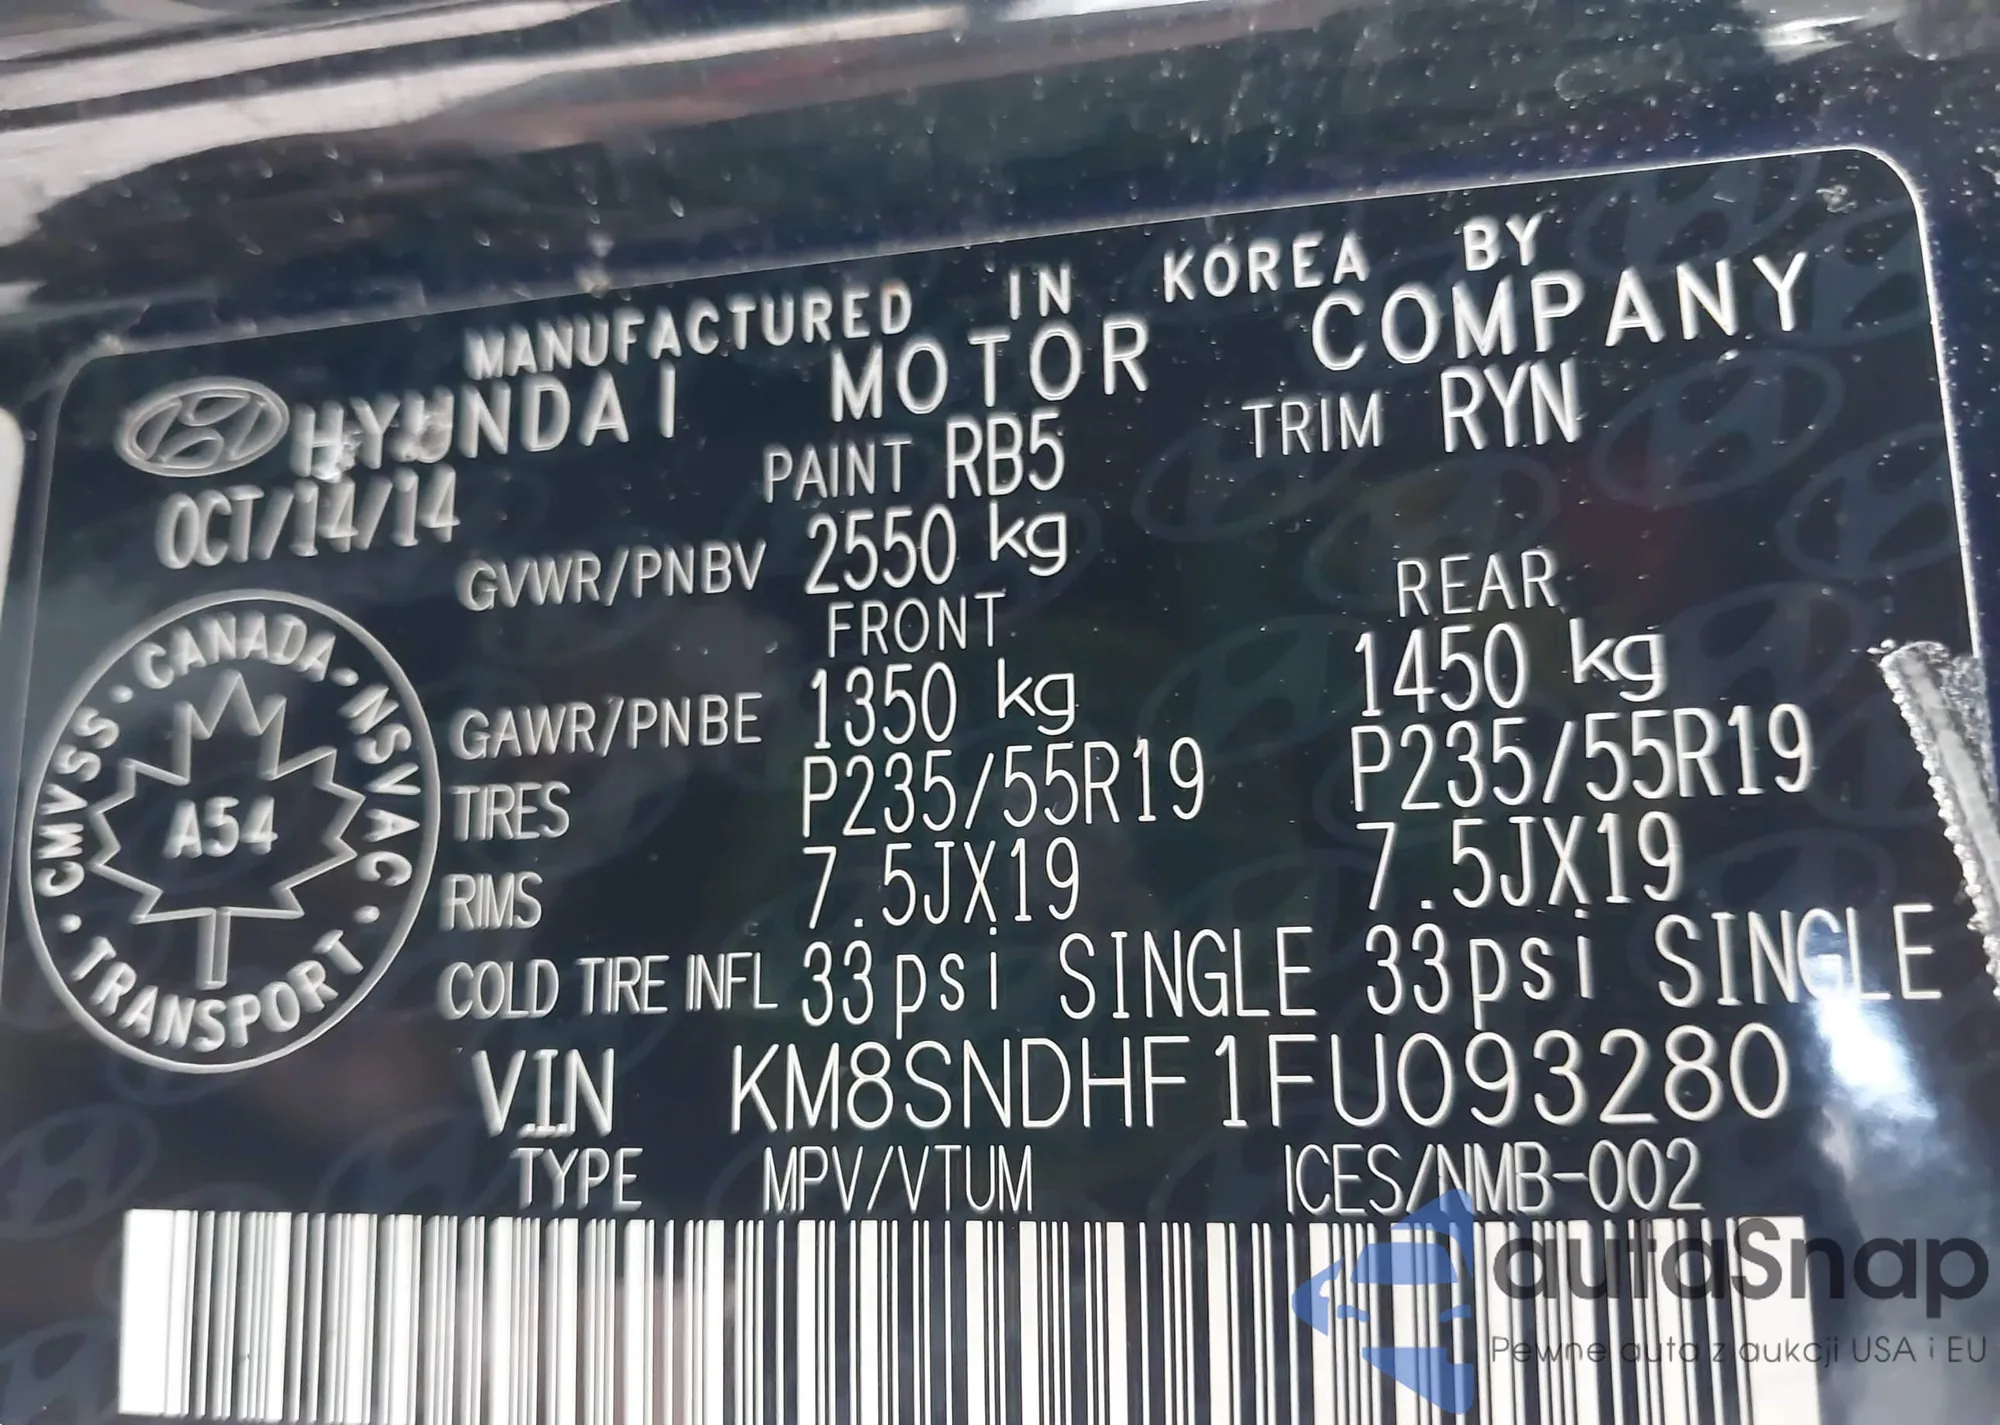 MANUFACTURED IN KOREA BY
HYUNDAI MOTOR COMPANY
OCT/14/14 PAINT RB5 TRIM RYN
GVWR/PNBV 2550 kg
FRONT REAR
GAWR/PNBE 1350 kg 1450 kg
TIRES P235/55R19 P235/55R19
RIMS 7.5JX19 7.5JX19
COLD TIRE INFL 33psi SINGLE 33psi SINGLE
VIN KM8SNDHF1FU093280
TYPE MPV/VTUM ICES/NMB-002
CMVSS · CANADA · NSVAC · TRANSPORT ·
A54
autaSnap
Pewne auta z aukcji USA i EU